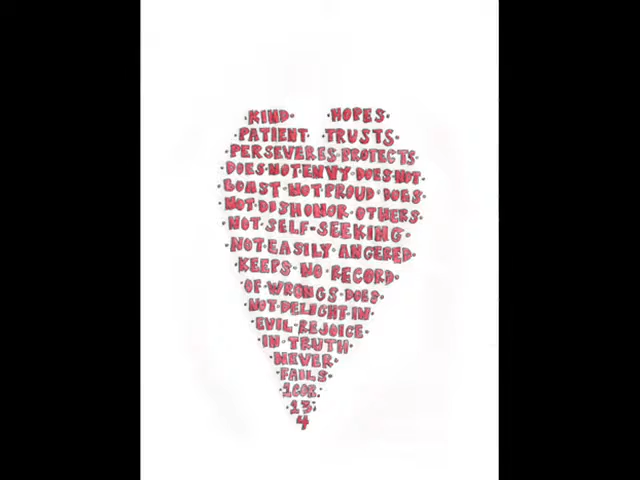 ·KIND· ·HOPES·
·PATIENT· TRUSTS·
·PERSEVERES·PROTECTS·
·DOES·NOT·ENVY·DOES·NOT·
·BOAST·NOT·PROUD·DOES·
·NOT·DISHONOR·OTHERS·
·NOT·SELF-SEEKING·
·NOT·EASILY·ANGERED·
·KEEPS·NO·RECORD·
·OF·WRONGS·DOES·
·NOT·DELIGHT·IN·
·EVIL·REJOICE·
·IN·TRUTH·
·NEVER·
·FAILS·
·1COR·
·13:
4